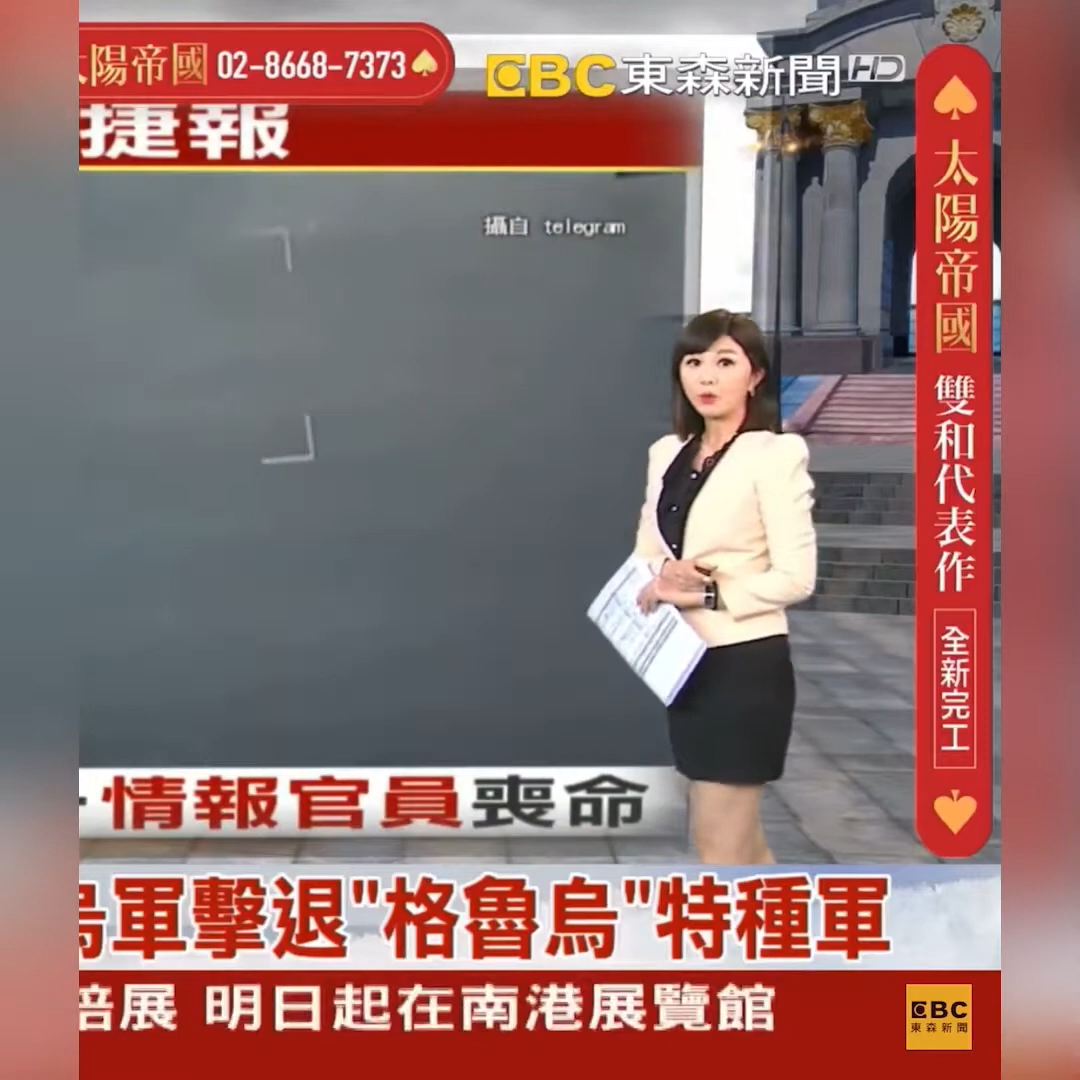 太陽帝國 02-8668-7373
EBC 東森新聞 HD
捷報
攝自 telegram
太陽帝國 雙和代表作 全新完工
情報官員喪命
烏軍擊退"格魯烏"特種軍
展 明日起在南港展覽館
EBC
東森新聞